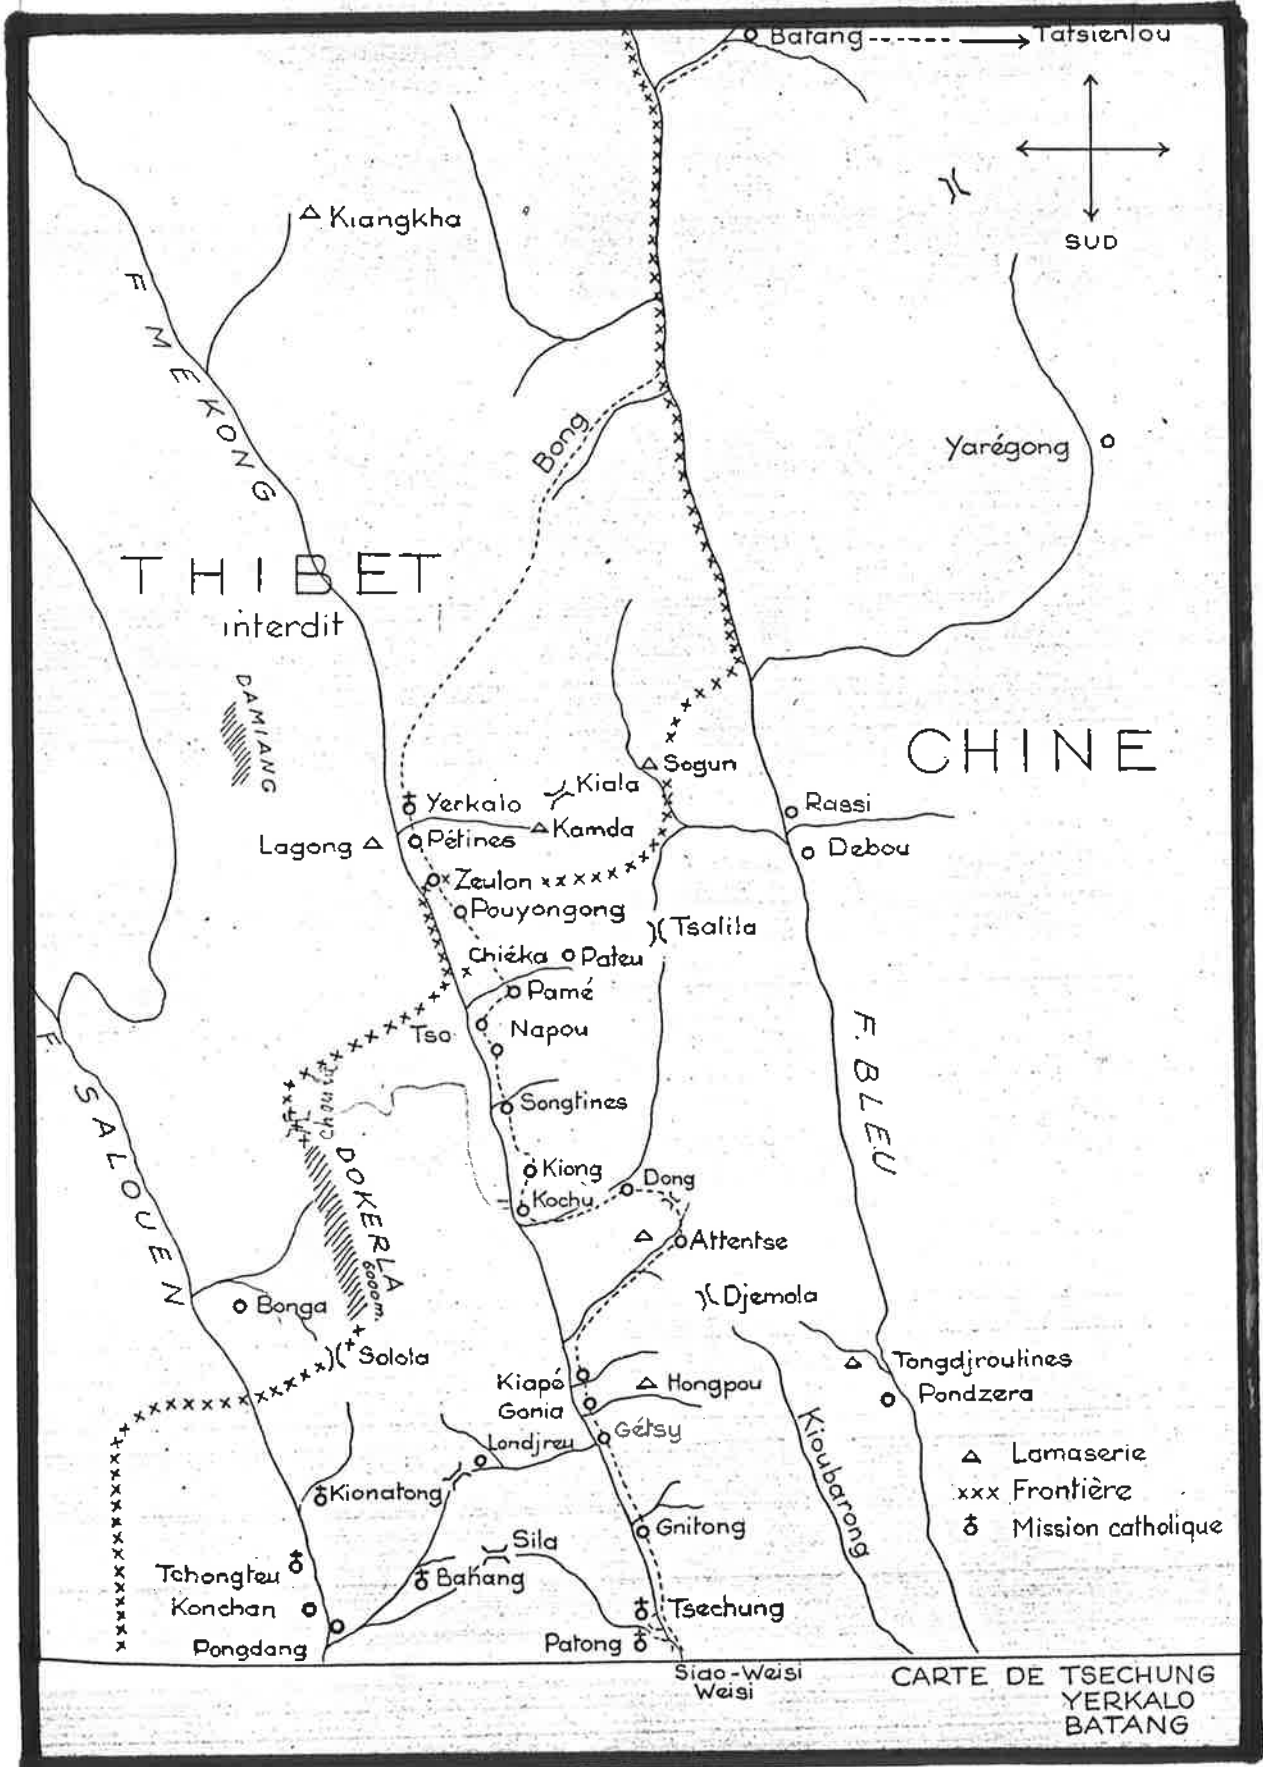 Batang Tatsienlou
SUD
Kiangkha
F MEKONG
Bong
Yarégong
THIBET
interdit
DAMIANG
CHINE
Sogun
Kiala
Yerkalo
Rassi
Kamda
Lagong
Pétines
Debou
Zeulon
Pouyongong
Tsalila
Chiéka
Pateu
Pamé
Tso
Napou
F. BLEU
F. SALOUEN
Songtines
DOKERLA
6000m.
Kiong
Dong
Kochu
Attentse
Djemola
Bonga
Solola
Tongdjroutines
Kiapé
Hongpou
Pondzera
Gonia
Gétsy
Kioubarong
Londjreu
Lamaserie
xxx Frontière
Mission catholique
Kionatong
Gnitong
Sila
Tchongteu
Bahang
Konchan
Tsechung
Pongdang
Patong
Siao-Weisi
Weisi
CARTE DE TSECHUNG
YERKALO
BATANG